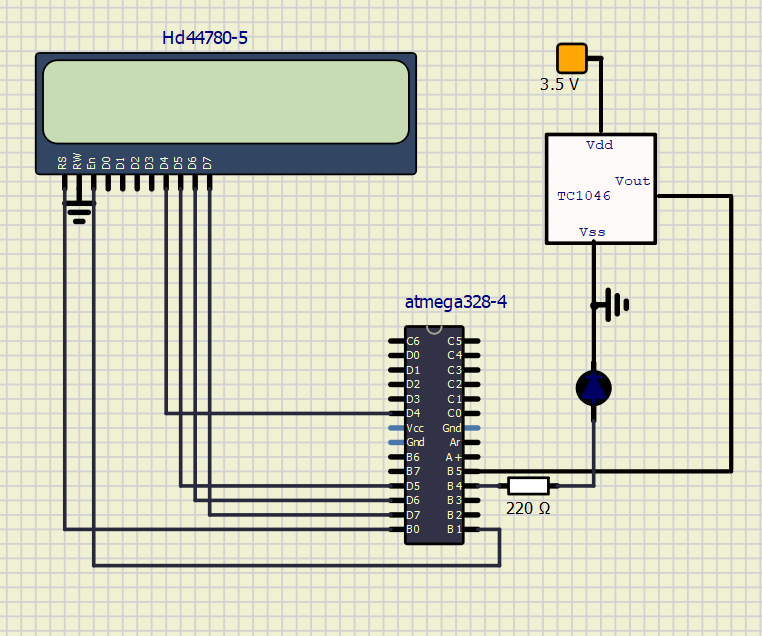 Hd44780-5
RS RW En D0 D1 D2 D3 D4 D5 D6 D7
3.5 V
Vdd
Vout
TC1046
Vss
atmega328-4
C6 C5
D0 C4
D1 C3
D2 C2
D3 C1
D4 C0
Vcc Gnd
Gnd Ar
B6 A+
B7 B5
D5 B4
D6 B3
D7 B2
B0 B1
220 Ω